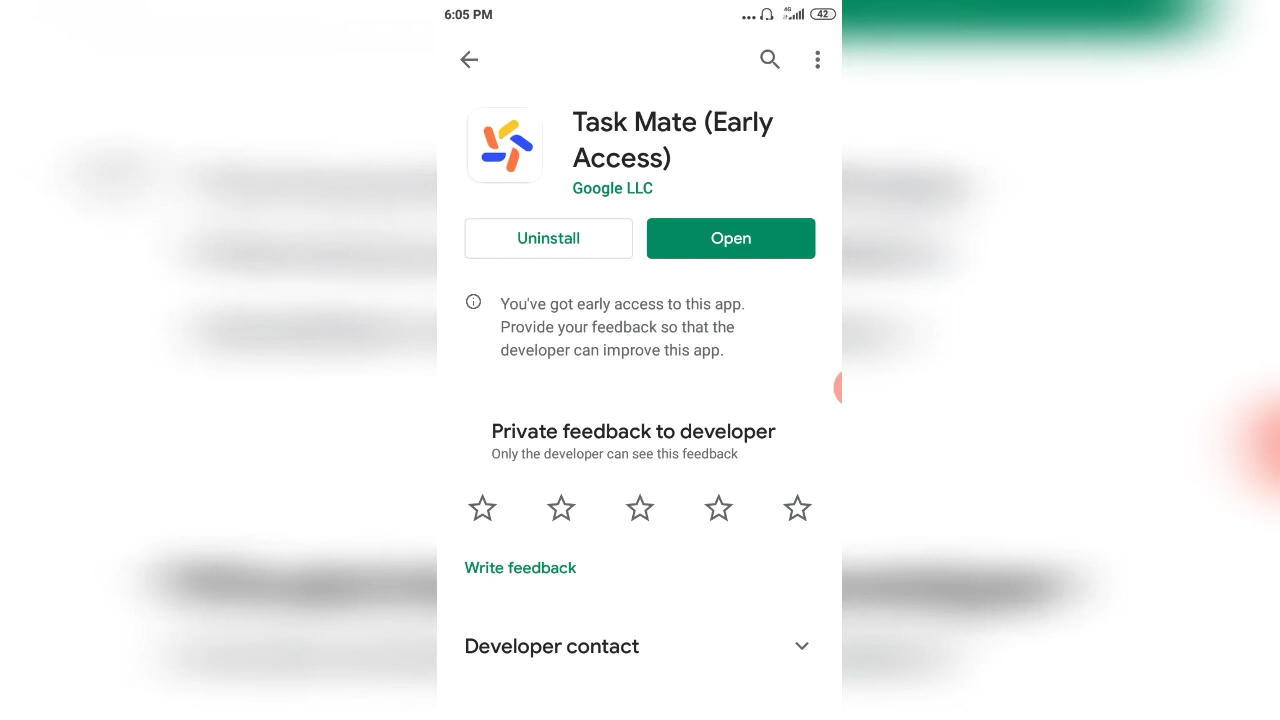 6:05 PM
4G
42
Task Mate (Early
Access)
Google LLC
Uninstall
Open
You've got early access to this app.
Provide your feedback so that the
developer can improve this app.
Private feedback to developer
Only the developer can see this feedback
Write feedback
Developer contact